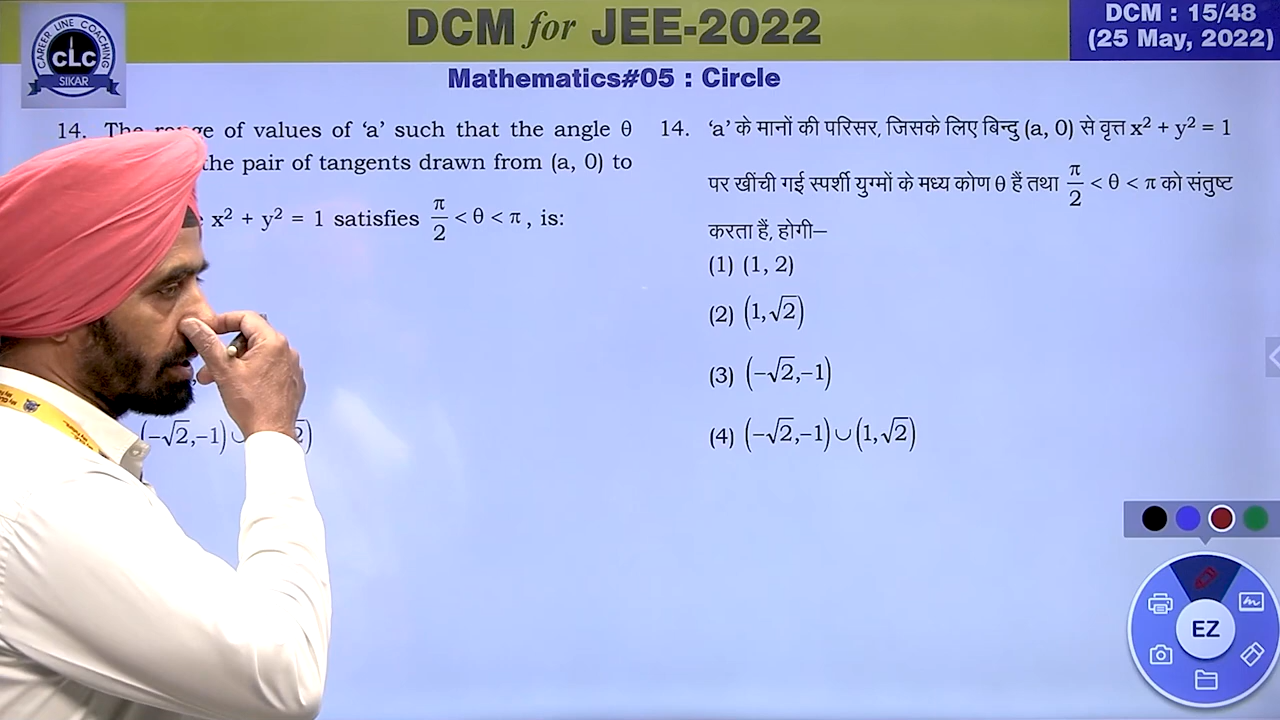 DCM for JEE-2022
DCM : 15/48
(25 May, 2022)
CAREER LINE COACHING
CLC
SIKAR
Mathematics#05 : Circle
14. The range of values of ‘a’ such that the angle θ
the pair of tangents drawn from (a, 0) to
x² + y² = 1 satisfies π/2 < θ < π, is:
(−√2,−1) ∪ 2)
14. ‘a’ के मानों की परिसर, जिसके लिए बिन्दु (a, 0) से वृत्त x² + y² = 1
पर खींची गई स्पर्शी युग्मों के मध्य कोण θ हैं तथा π/2 < θ < π को संतुष्ट
करता हैं, होगी–
(1) (1, 2)
(2) (1,√2)
(3) (−√2,−1)
(4) (−√2,−1) ∪ (1,√2)
EZ